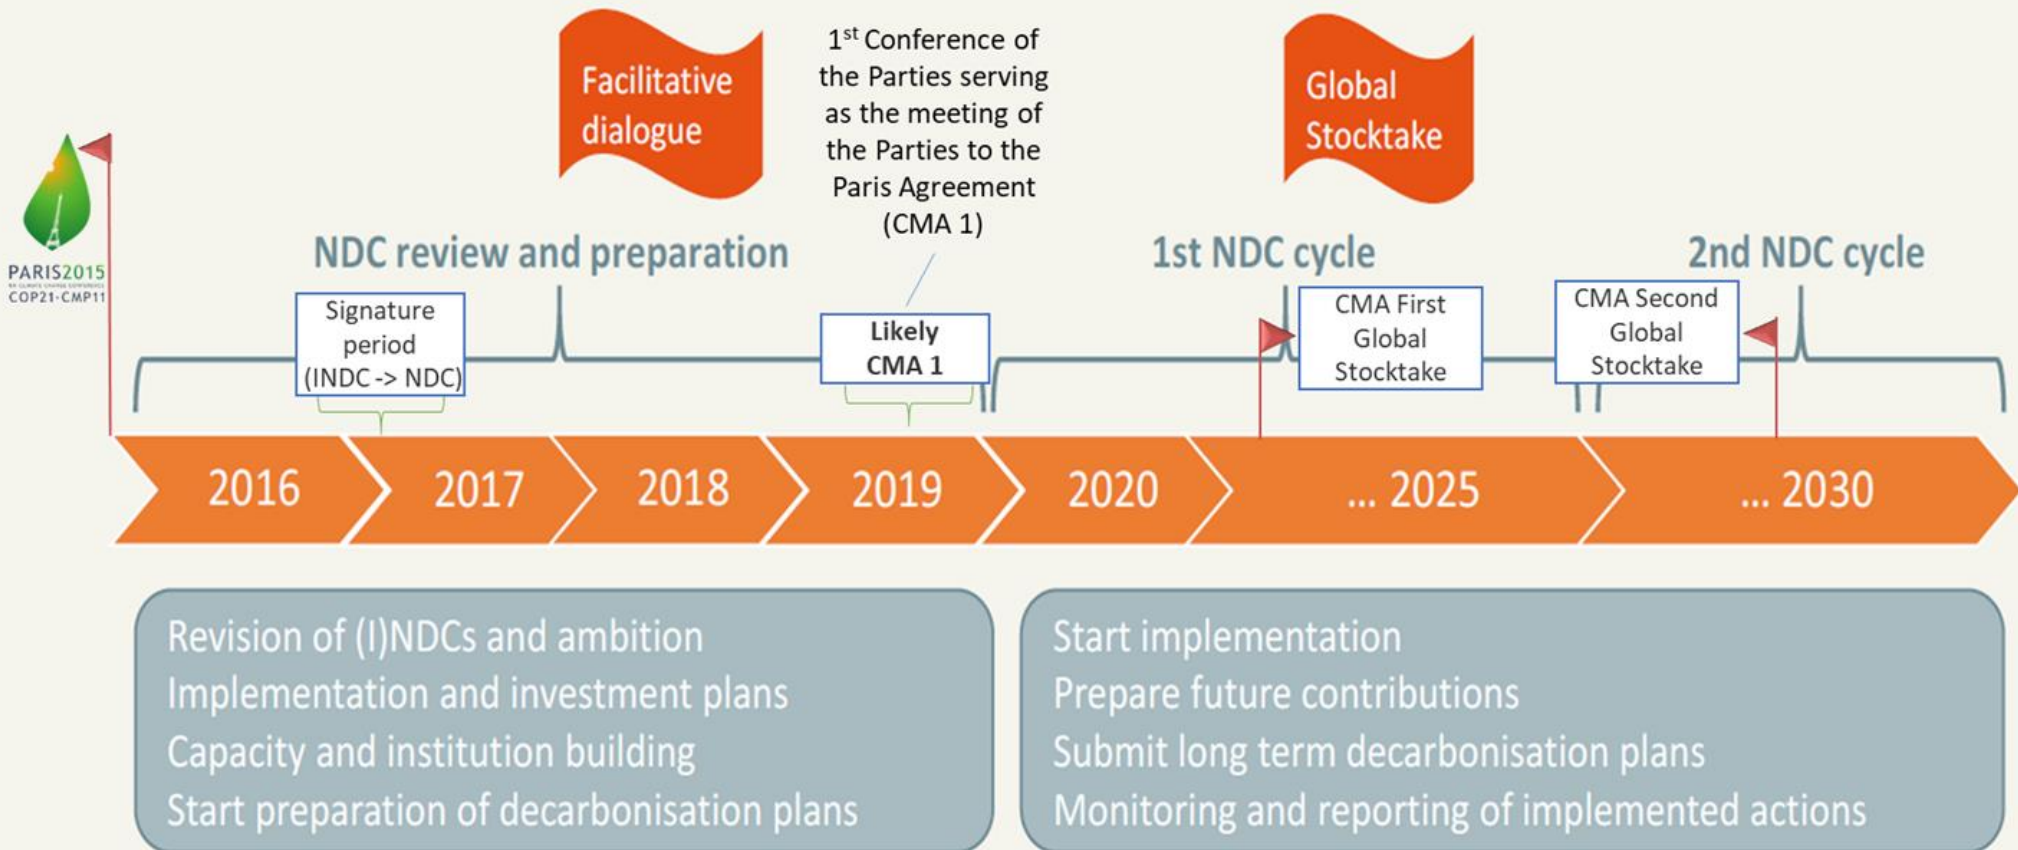 Facilitative
dialogue
1st Conference of
the Parties serving
as the meeting of
the Parties to the
Paris Agreement
(CMA 1)
Global
Stocktake
PARIS2015
UN CLIMATE CHANGE CONFERENCE
COP21·CMP11
NDC review and preparation
1st NDC cycle
2nd NDC cycle
Signature
period
(INDC -> NDC)
Likely
CMA 1
CMA First
Global
Stocktake
CMA Second
Global
Stocktake
2016
2017
2018
2019
2020
... 2025
... 2030
Revision of (I)NDCs and ambition
Implementation and investment plans
Capacity and institution building
Start preparation of decarbonisation plans
Start implementation
Prepare future contributions
Submit long term decarbonisation plans
Monitoring and reporting of implemented actions